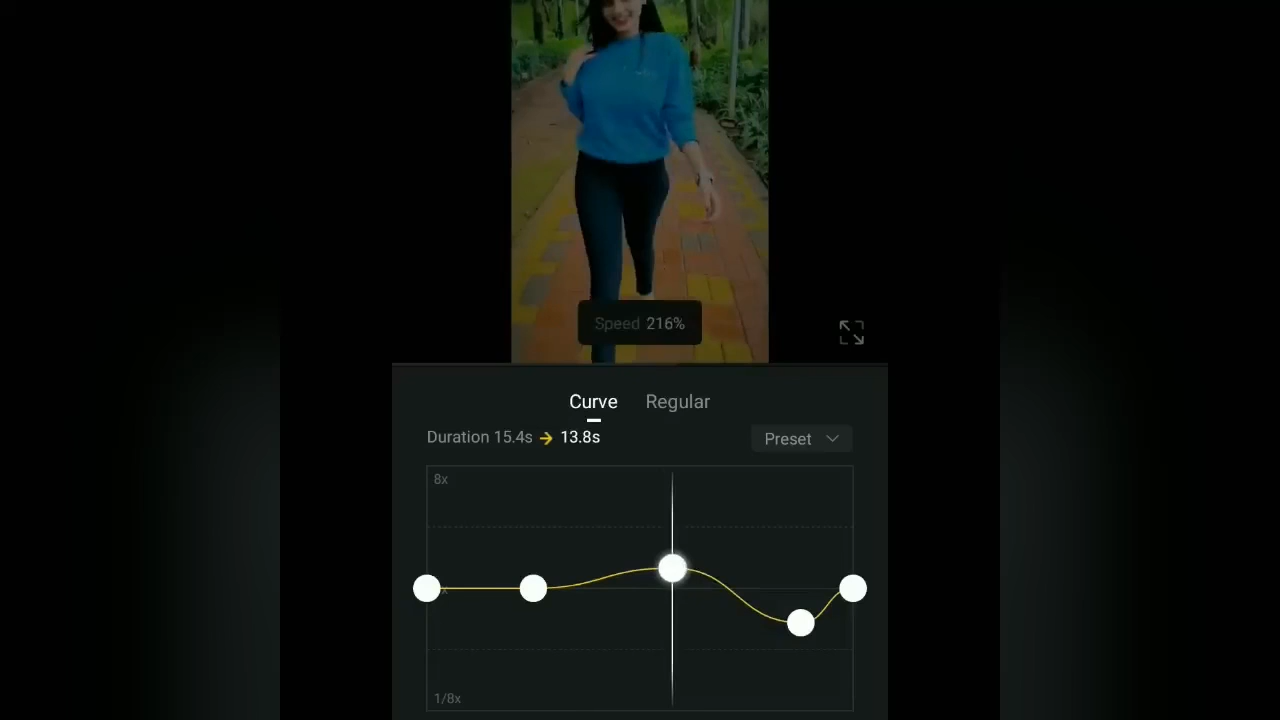 Speed 216%
Curve Regular
Duration 15.4s → 13.8s
Preset
8x
1/8x